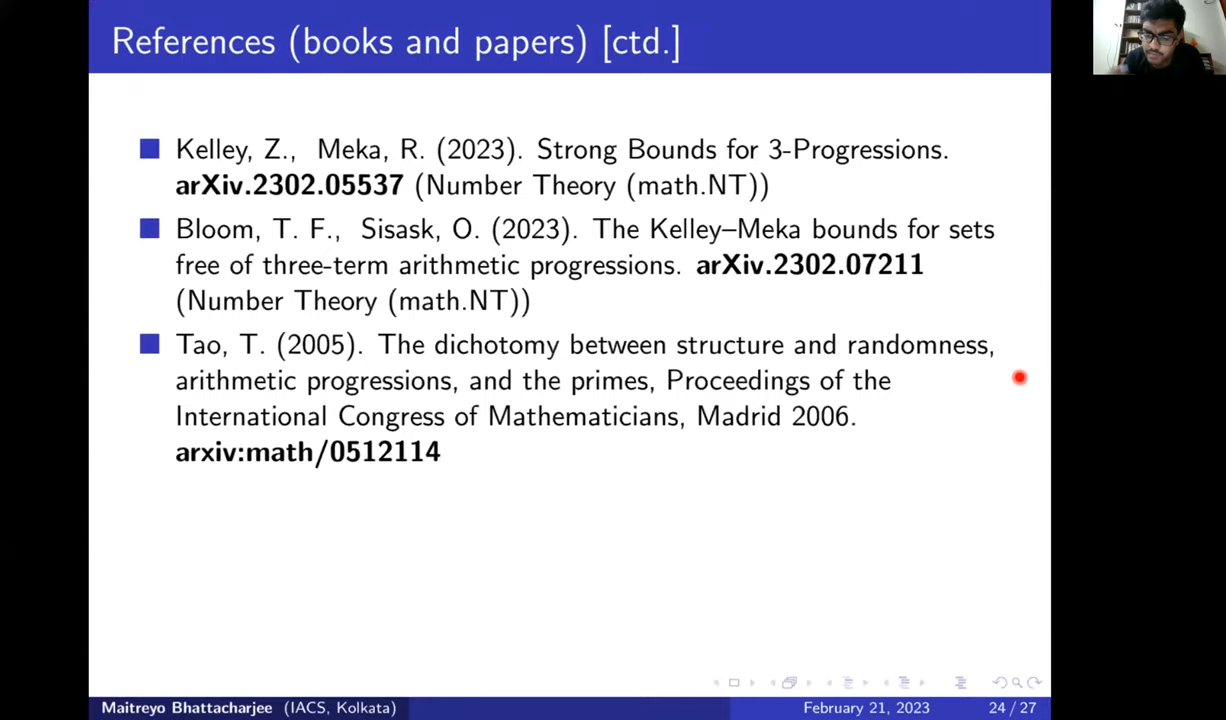 References (books and papers) [ctd.]
Kelley, Z., Meka, R. (2023). Strong Bounds for 3-Progressions.
arXiv.2302.05537 (Number Theory (math.NT))
Bloom, T. F., Sisask, O. (2023). The Kelley–Meka bounds for sets
free of three-term arithmetic progressions. arXiv.2302.07211
(Number Theory (math.NT))
Tao, T. (2005). The dichotomy between structure and randomness,
arithmetic progressions, and the primes, Proceedings of the
International Congress of Mathematicians, Madrid 2006.
arxiv:math/0512114
Maitreyo Bhattacharjee (IACS, Kolkata)
February 21, 2023
24 / 27